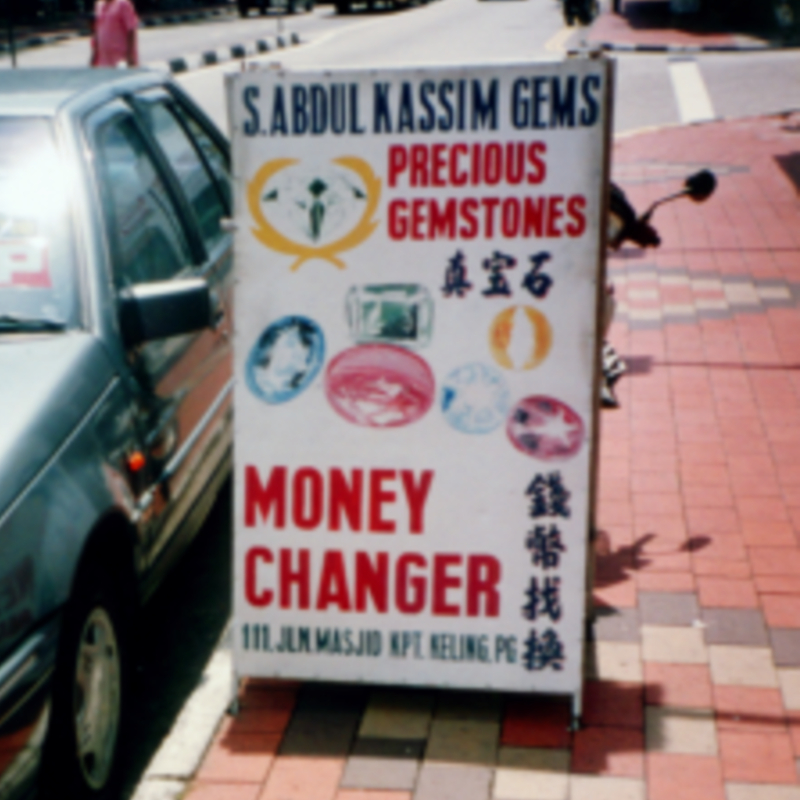 S.ABDUL KASSIM GEMS
PRECIOUS
GEMSTONES
真宝石
MONEY
CHANGER
錢幣找換
111, JLN. MASJID KPT. KELING, PG
P